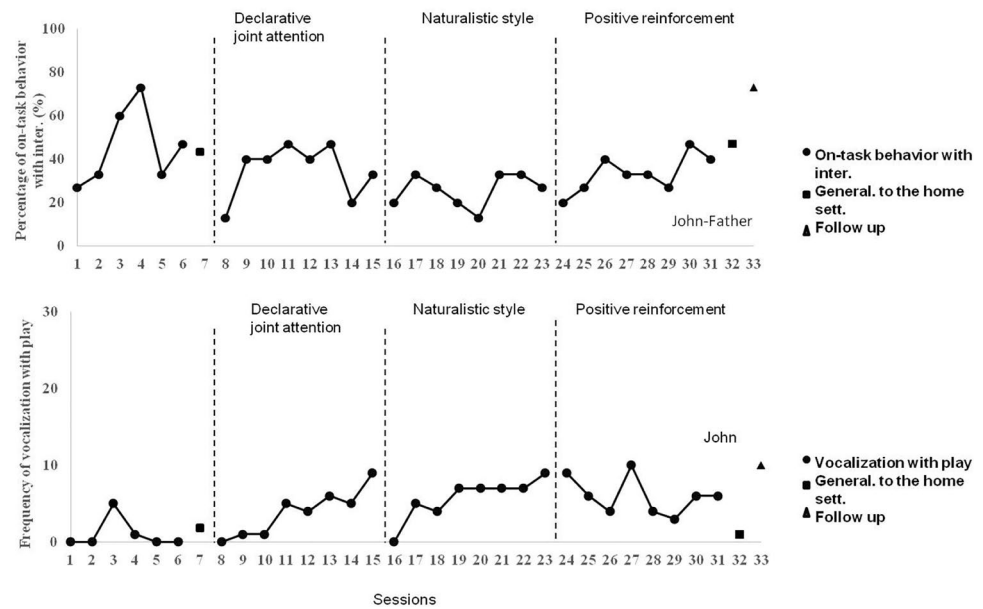 Declarative
joint attention
Naturalistic style
Positive reinforcement
Percentage of on-task behavior
with inter. (%)
100
80
60
40
20
0
John-Father
1 2 3 4 5 6 7 8 9 10 11 12 13 14 15 16 17 18 19 20 21 22 23 24 25 26 27 28 29 30 31 32 33
On-task behavior with
inter.
General. to the home
sett.
Follow up
Declarative
joint attention
Naturalistic style
Positive reinforcement
Frequency of vocalization with play
30
20
10
0
John
1 2 3 4 5 6 7 8 9 10 11 12 13 14 15 16 17 18 19 20 21 22 23 24 25 26 27 28 29 30 31 32 33
Vocalization with play
General. to the home
sett.
Follow up
Sessions